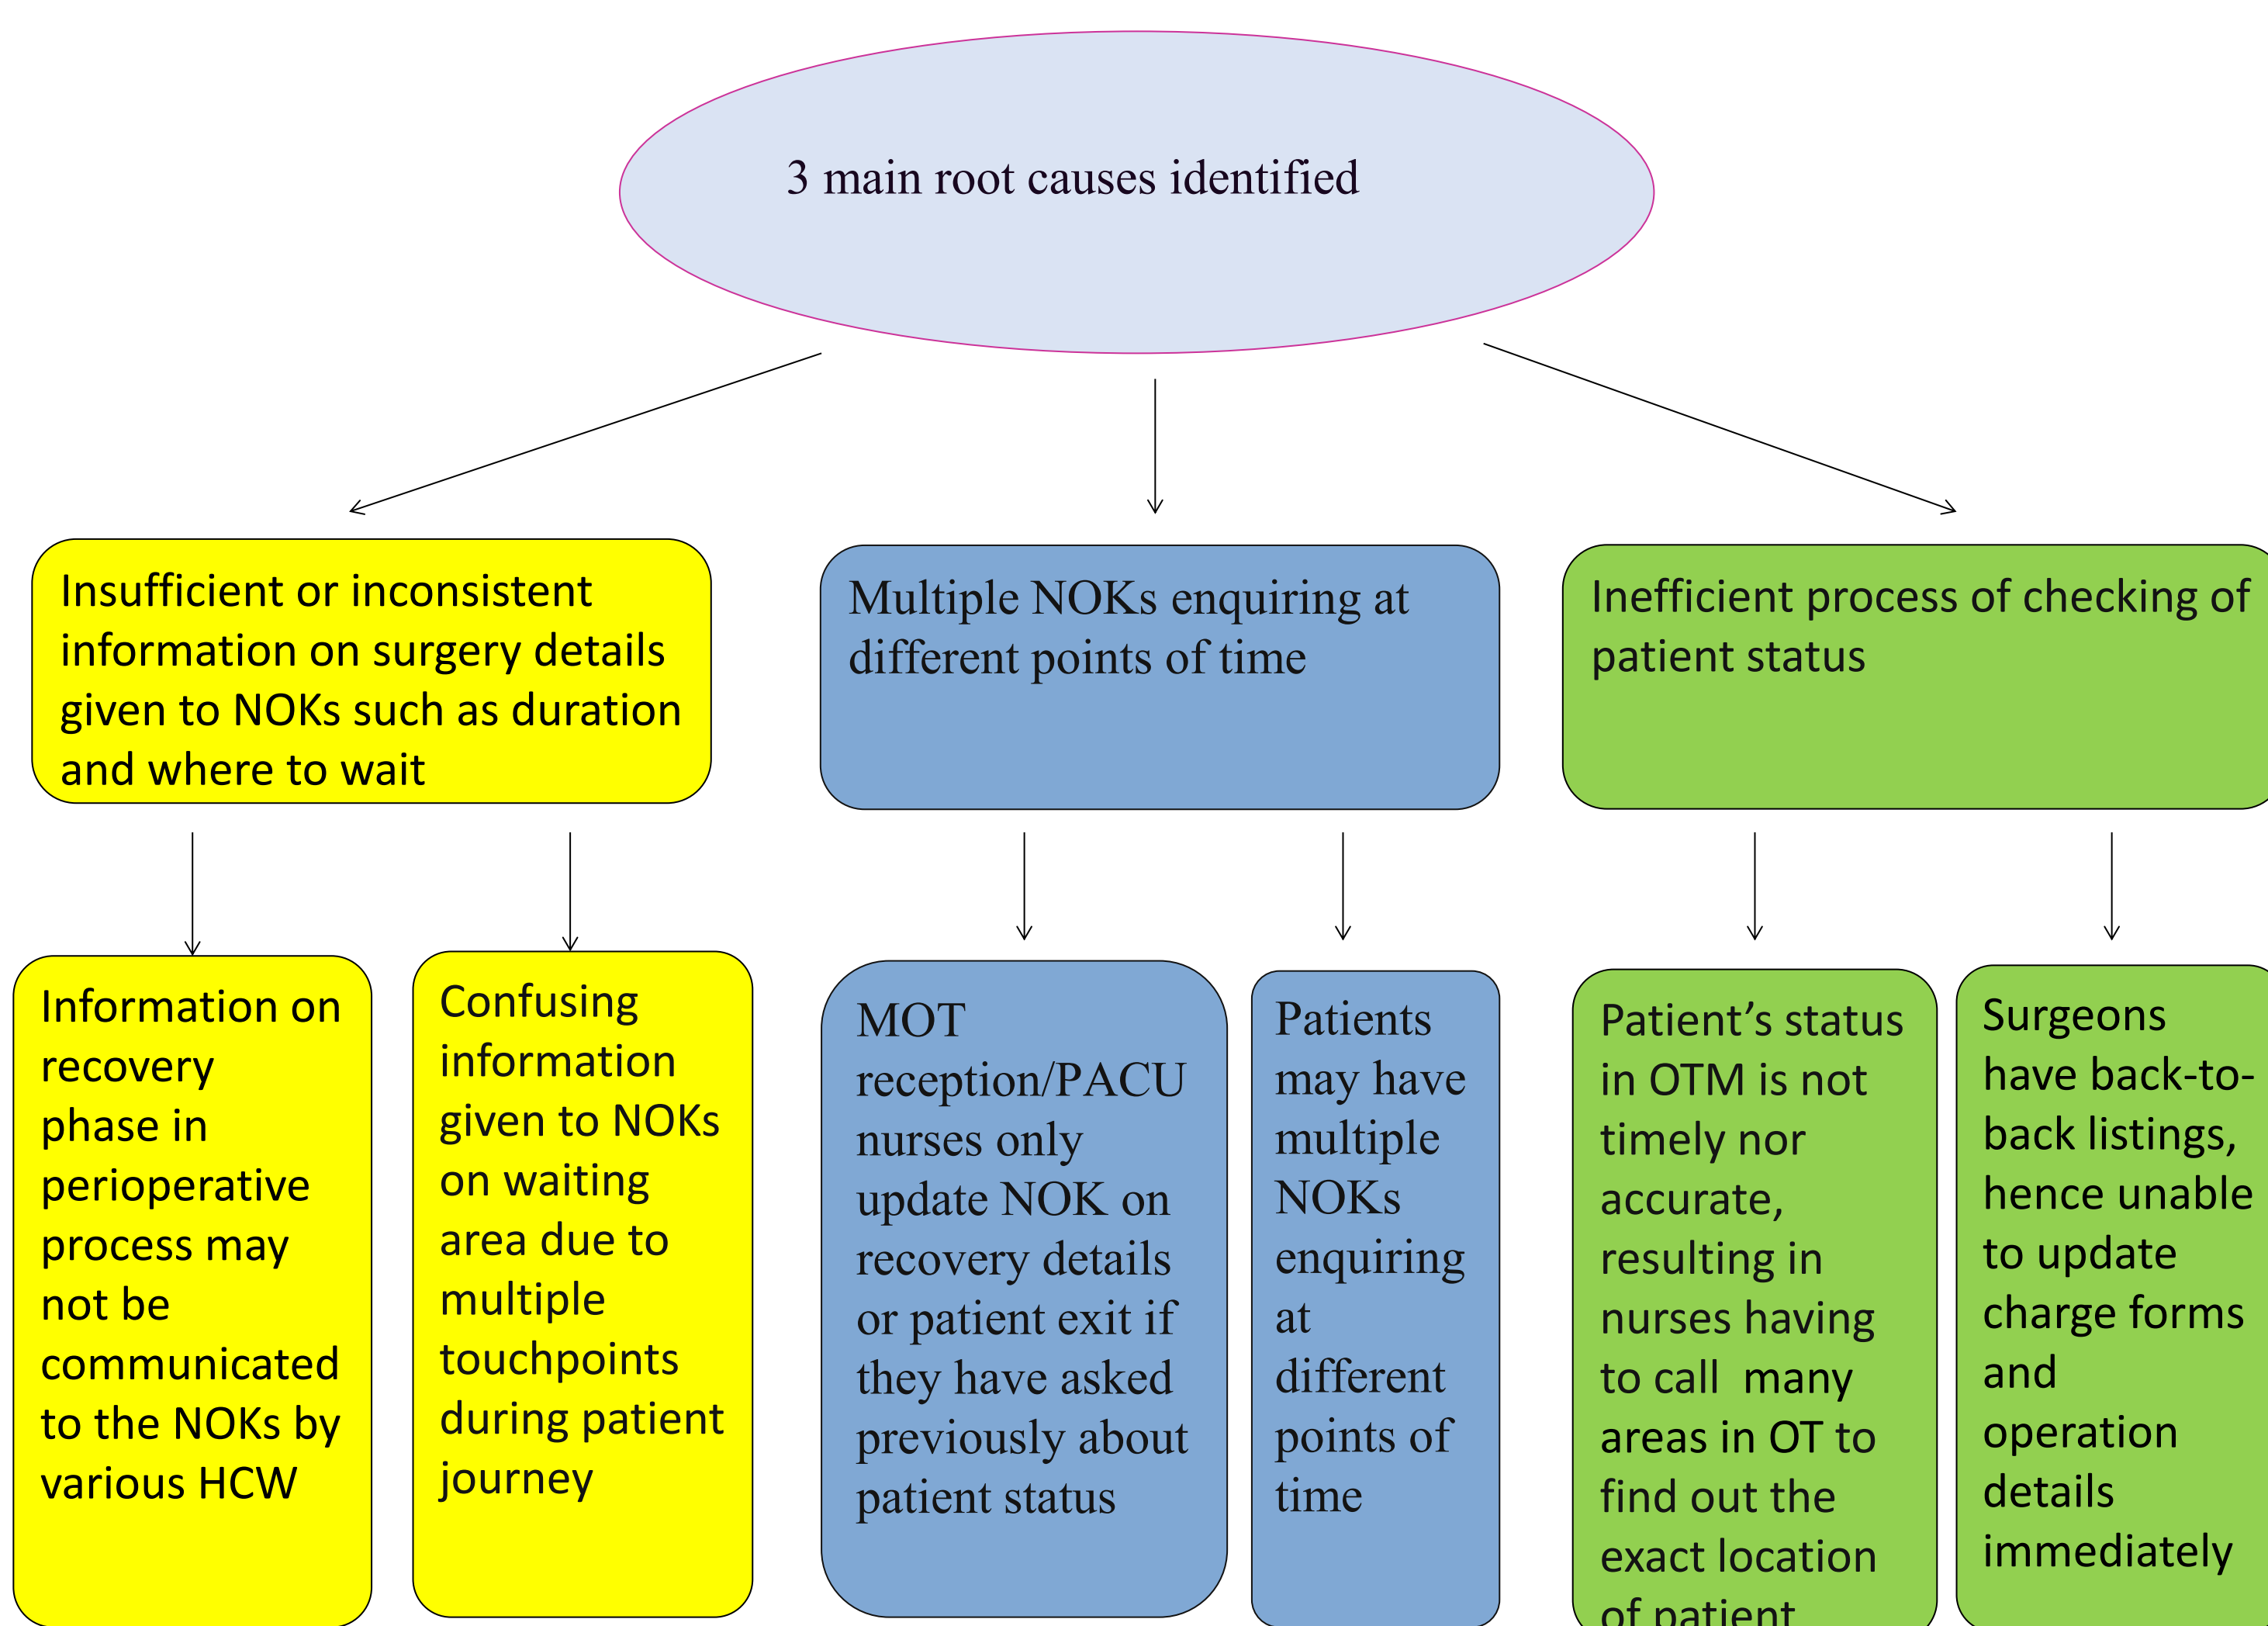 3 main root causes identified
Insufficient or inconsistent
information on surgery details
given to NOKs such as duration
and where to wait
Multiple NOKs enquiring at
different points of time
Inefficient process of checking of
patient status
Information on
recovery
phase in
perioperative
process may
not be
communicated
to the NOKs by
various HCW
Confusing
information
given to NOKs
on waiting
area due to
multiple
touchpoints
during patient
journey
MOT
reception/PACU
nurses only
update NOK on
recovery details
or patient exit if
they have asked
previously about
patient status
Patients
may have
multiple
NOKs
enquiring
at
different
points of
time
Patient’s status
in OTM is not
timely nor
accurate,
resulting in
nurses having
to call  many
areas in OT to
find out the
exact location
of patient
Surgeons
have back-to-
back listings,
hence unable
to update
charge forms
and
operation
details
immediately